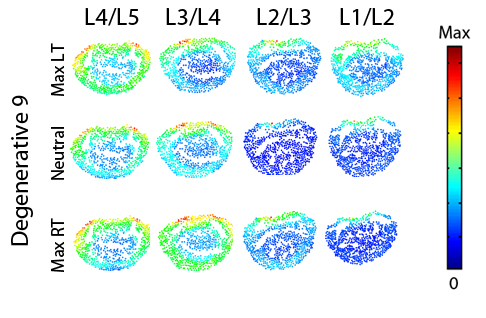 L4/L5 L3/L4 L2/L3 L1/L2
Max
Max LT
Neutral
Degenerative 9
Max RT
0